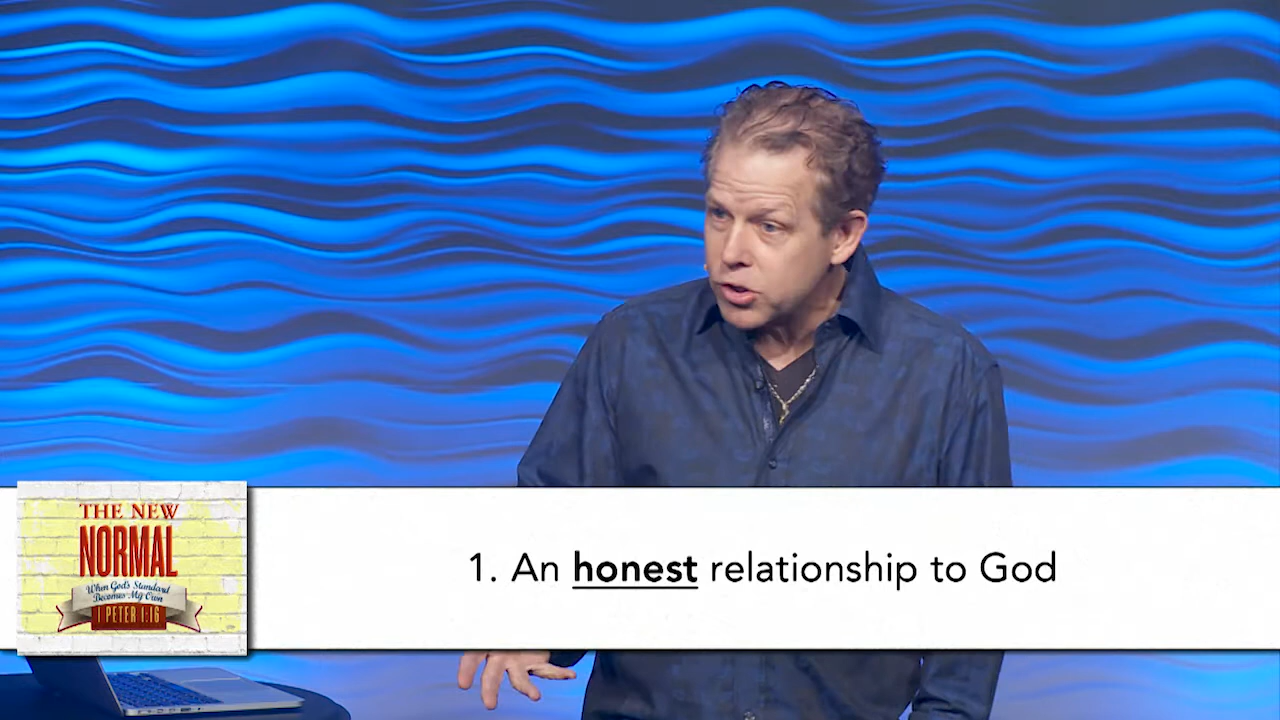 THE NEW
NORMAL
When God's Standard
Becomes My Own
1 PETER 1:16
1. An honest relationship to God